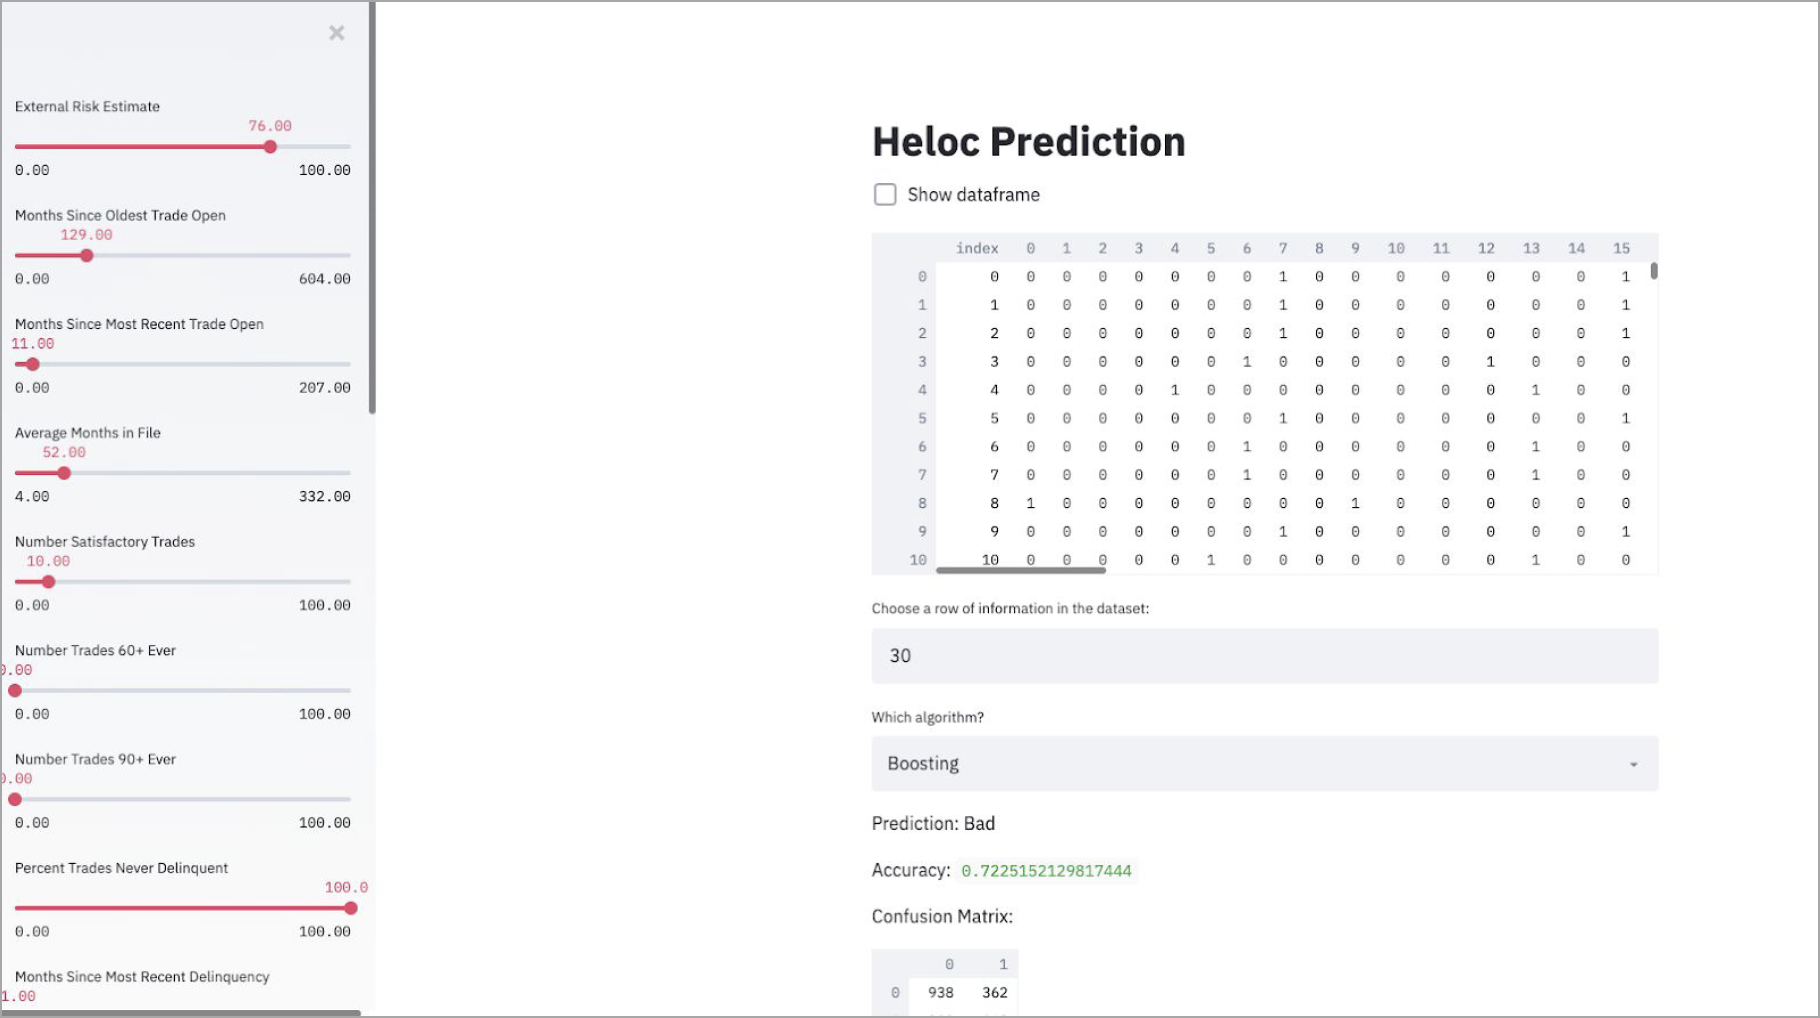 ×
External Risk Estimate
76.00
0.00 100.00
Months Since Oldest Trade Open
129.00
0.00 604.00
Months Since Most Recent Trade Open
11.00
0.00 207.00
Average Months in File
52.00
4.00 332.00
Number Satisfactory Trades
10.00
0.00 100.00
Number Trades 60+ Ever
0.00
0.00 100.00
Number Trades 90+ Ever
0.00
0.00 100.00
Percent Trades Never Delinquent
100.0
0.00 100.00
Months Since Most Recent Delinquency
1.00
Heloc Prediction
Show dataframe
index 0 1 2 3 4 5 6 7 8 9 10 11 12 13 14 15
0 0 0 0 0 0 0 0 0 1 0 0 0 0 0 0 0 1
1 1 0 0 0 0 0 0 0 1 0 0 0 0 0 0 0 1
2 2 0 0 0 0 0 0 0 1 0 0 0 0 0 0 0 1
3 3 0 0 0 0 0 0 1 0 0 0 0 0 1 0 0 0
4 4 0 0 0 0 1 0 0 0 0 0 0 0 0 1 0 0
5 5 0 0 0 0 0 0 0 1 0 0 0 0 0 0 0 1
6 6 0 0 0 0 0 0 1 0 0 0 0 0 0 1 0 0
7 7 0 0 0 0 0 0 1 0 0 0 0 0 0 1 0 0
8 8 1 0 0 0 0 0 0 0 0 1 0 0 0 0 0 0
9 9 0 0 0 0 0 0 0 1 0 0 0 0 0 0 0 1
10 10 0 0 0 0 0 1 0 0 0 0 0 0 0 1 0 0
Choose a row of information in the dataset:
30
Which algorithm?
Boosting
Prediction: Bad
Accuracy: 0.7225152129817444
Confusion Matrix:
0 1
0 938 362